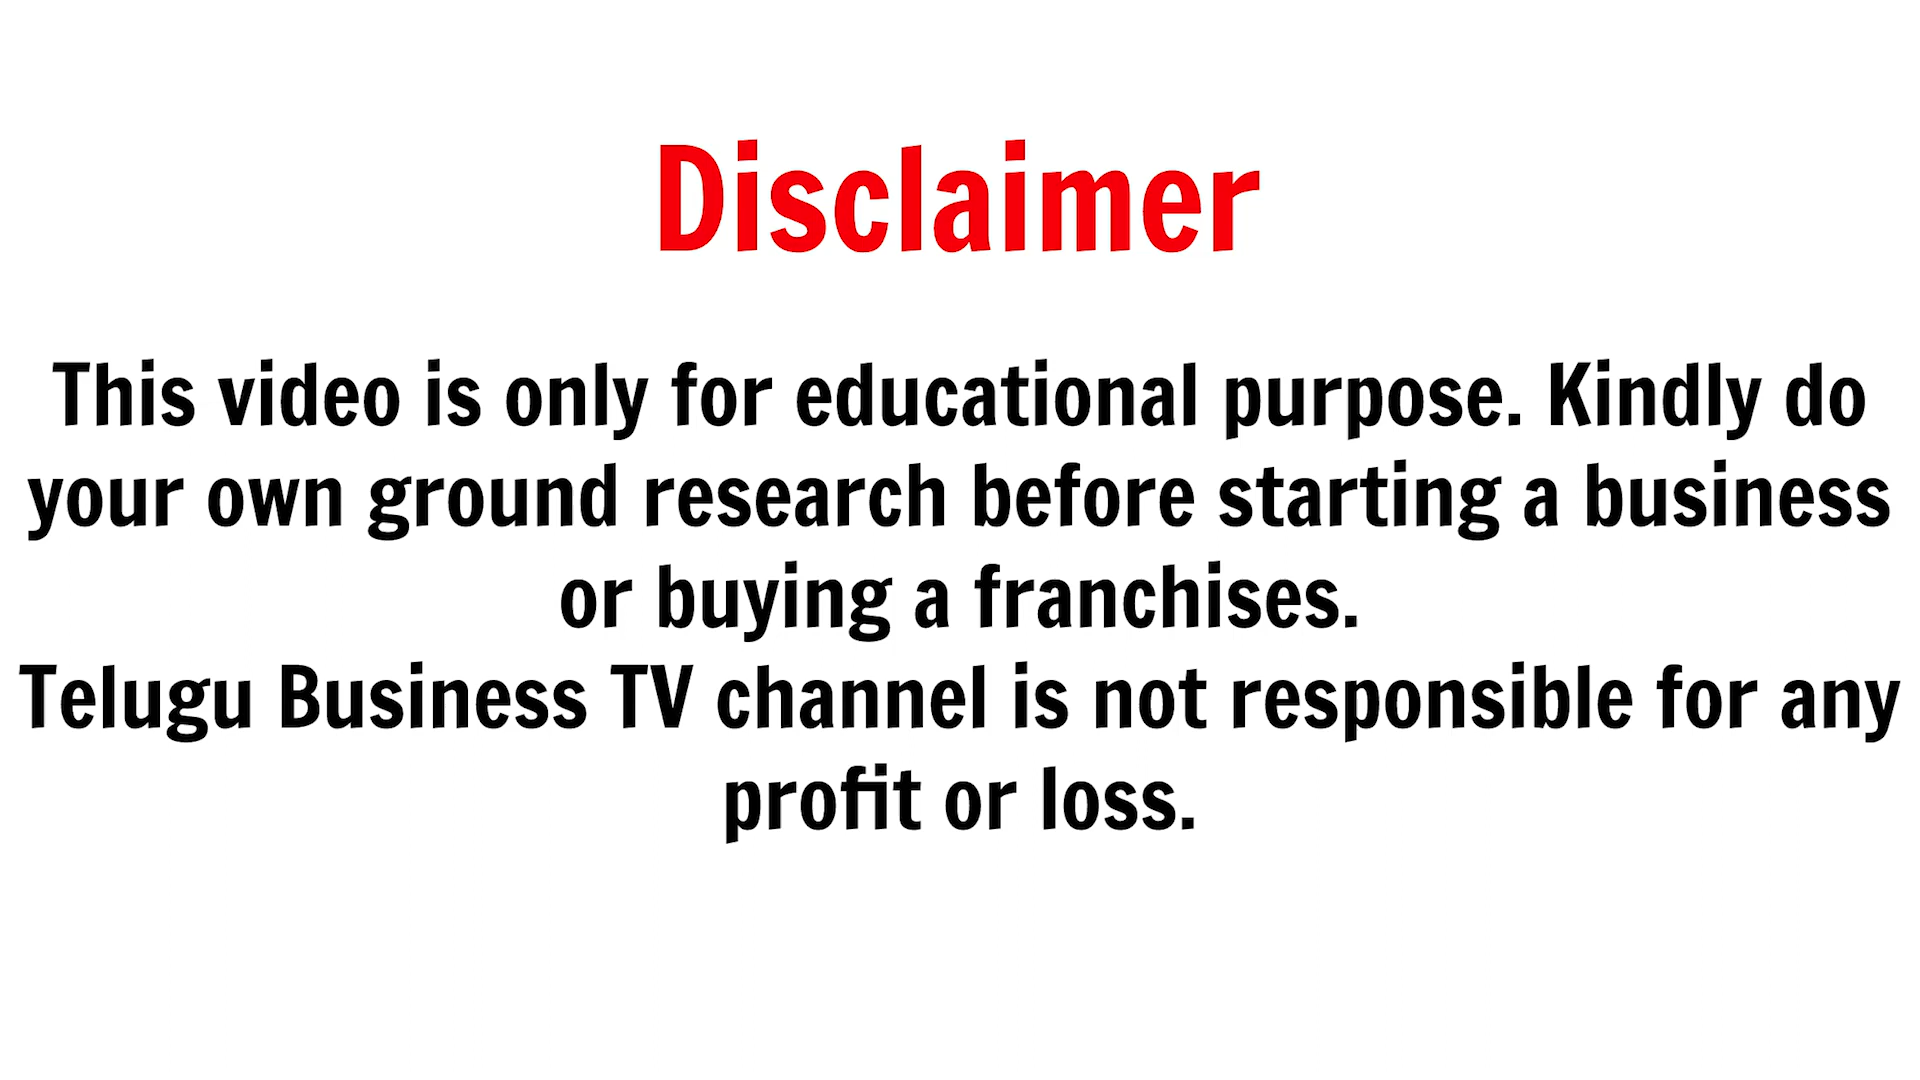 Disclaimer
This video is only for educational purpose. Kindly do
your own ground research before starting a business
or buying a franchises.
Telugu Business TV channel is not responsible for any
profit or loss.